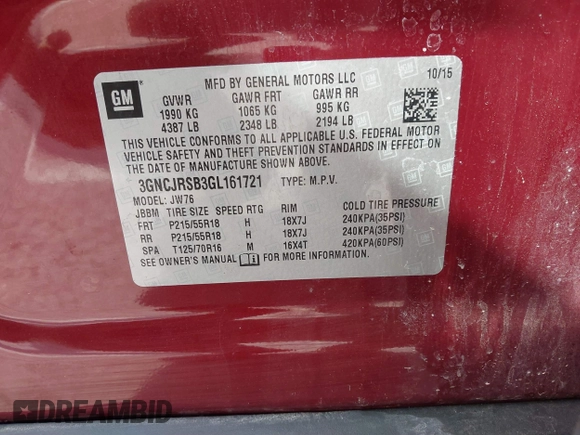 GM
MFD BY GENERAL MOTORS LLC 10/15
GVWR GAWR FRT GAWR RR
1990 KG 1065 KG 995 KG
4387 LB 2348 LB 2194 LB
THIS VEHICLE CONFORMS TO ALL APPLICABLE U.S. FEDERAL MOTOR
VEHICLE SAFETY AND THEFT PREVENTION STANDARDS IN EFFECT ON
THE DATE OF MANUFACTURE SHOWN ABOVE.
3GNCJRSB3GL161721 TYPE: M.P.V.
MODEL: JW76
JBBM TIRE SIZE SPEED RTG RIM COLD TIRE PRESSURE
FRT P215/55R18 H 18X7J 240KPA(35PSI)
RR P215/55R18 H 18X7J 240KPA(35PSI)
SPA T125/70R16 M 16X4T 420KPA(60PSI)
SEE OWNER'S MANUAL FOR MORE INFORMATION.
DREAMBID